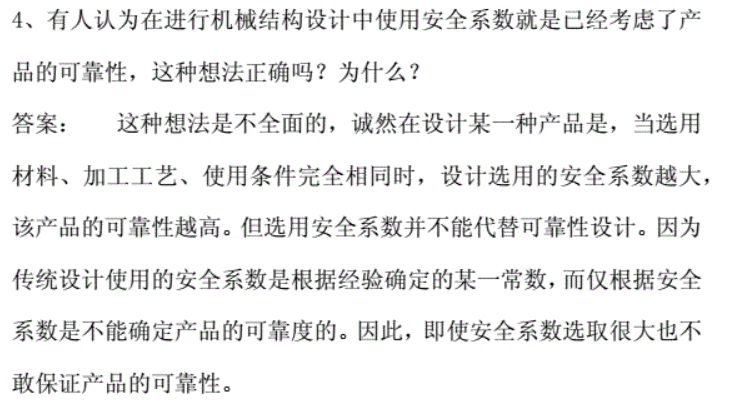 4、有人认为在进行机械结构设计中使用安全系数就是已经考虑了产
品的可靠性，这种想法正确吗？为什么？
答案： 这种想法是不全面的，诚然在设计某一种产品是，当选用
材料、加工工艺、使用条件完全相同时，设计选用的安全系数越大，
该产品的可靠性越高。但选用安全系数并不能代替可靠性设计。因为
传统设计使用的安全系数是根据经验确定的某一常数，而仅根据安全
系数是不能确定产品的可靠度的。因此，即使安全系数选取很大也不
敢保证产品的可靠性。